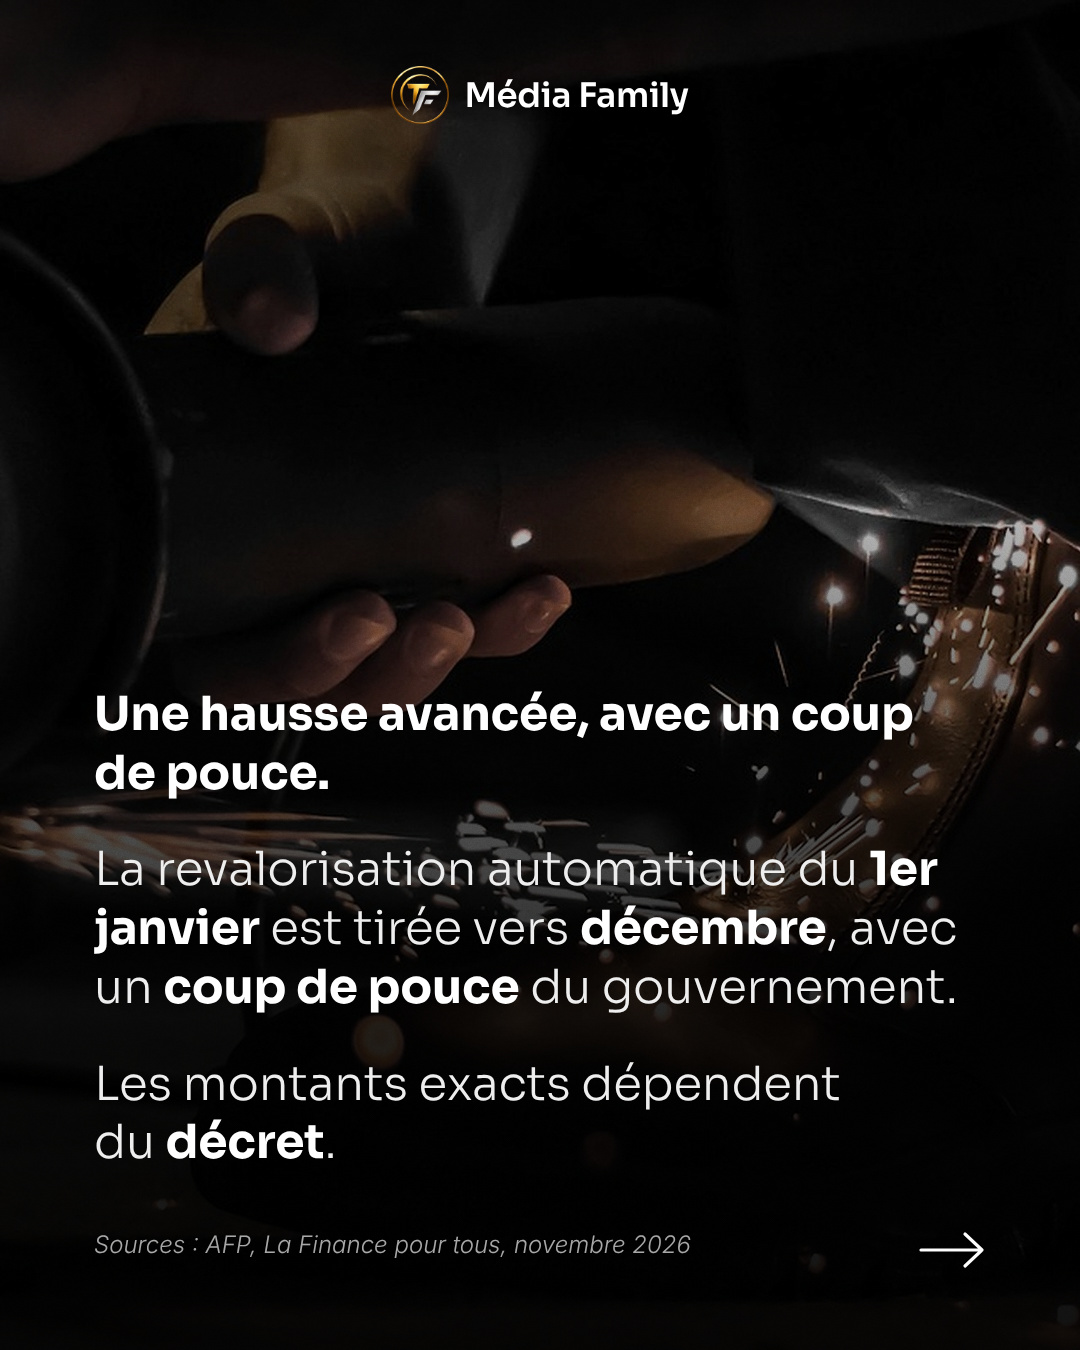 TF Média Family
Une hausse avancée, avec un coup
de pouce.
La revalorisation automatique du 1er
janvier est tirée vers décembre, avec
un coup de pouce du gouvernement.
Les montants exacts dépendent
du décret.
Sources : AFP, La Finance pour tous, novembre 2026